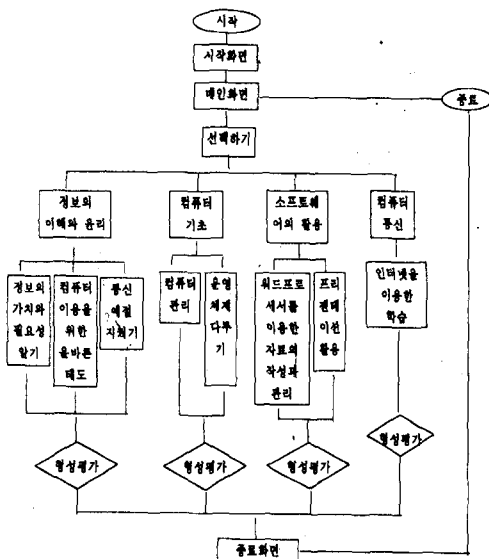 시작
시작화면
메인화면
종료
선택하기
정보의
이해와 윤리
컴퓨터
기초
소프트웨
어의 활용
컴퓨터
통신
정보의
가치와
필요성
알기
컴퓨터
이용을
위한
올바른
태도
통신
예절
지키기
컴퓨터
관리
운영
체제
다루
기
워드프로
세서를
이용한
자료의
작성과
관리
프리
젠테
이션
활용
인터넷을
이용한
학습
형성평가
형성평가
형성평가
형성평가
종료화면